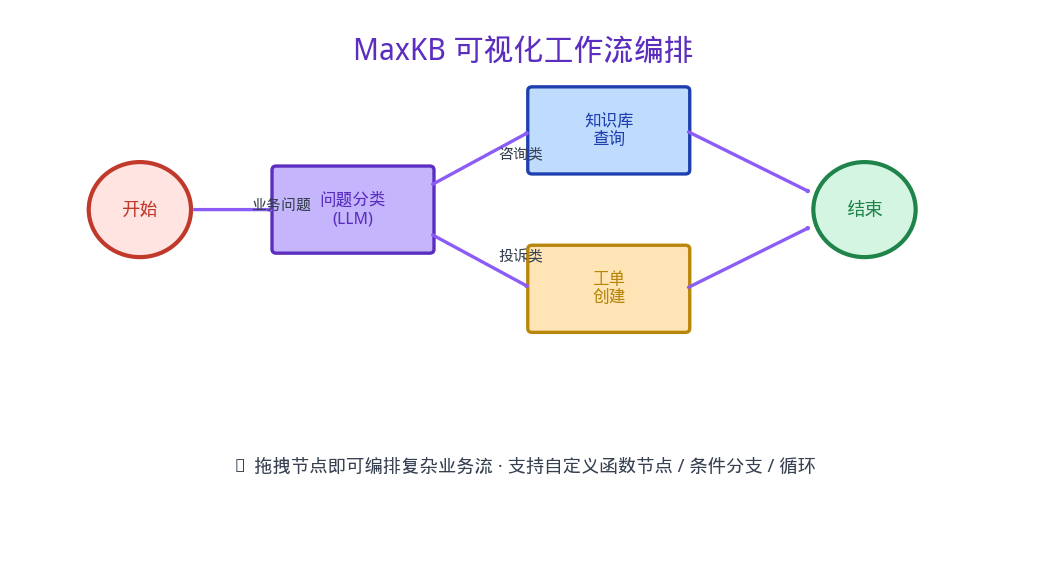 MaxKB 可视化工作流编排
知识库
查询
咨询类
开始
业务问题
问题分类
(LLM)
结束
投诉类
工单
创建
拖拽节点即可编排复杂业务流 · 支持自定义函数节点 / 条件分支 / 循环